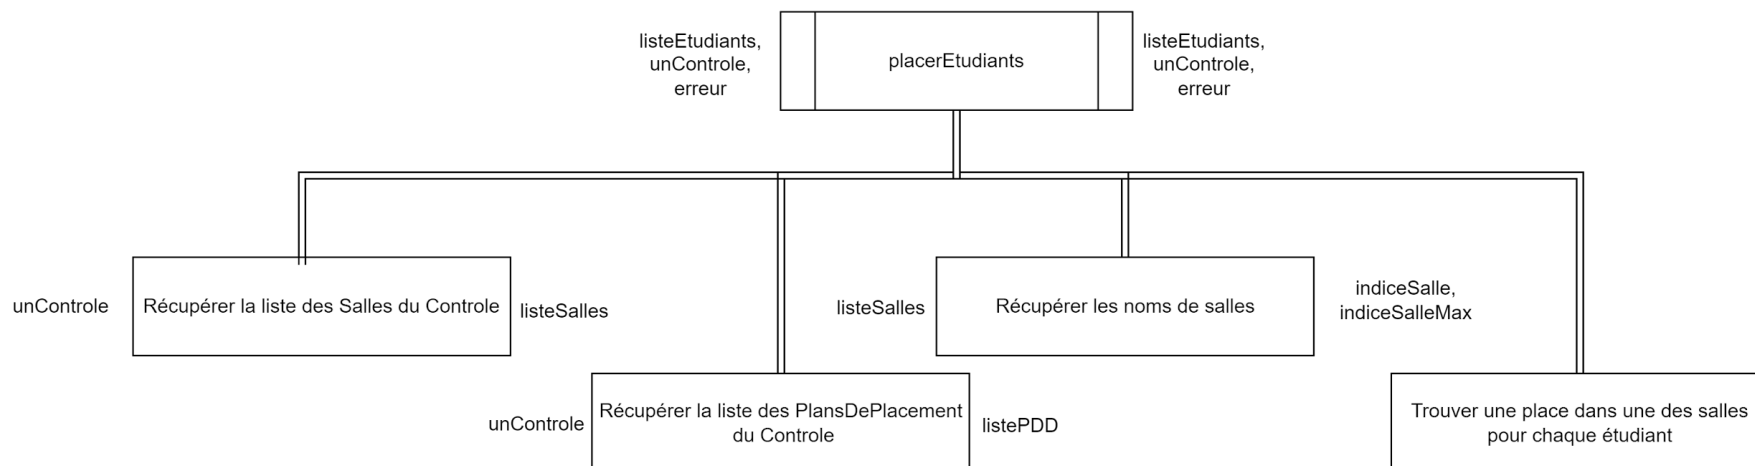 listeEtudiants,
unControle,
erreur
placerEtudiants
listeEtudiants,
unControle,
erreur
unControle
Récupérer la liste des Salles du Controle
listeSalles
listeSalles
Récupérer les noms de salles
indiceSalle,
indiceSalleMax
unControle
Récupérer la liste des PlansDePlacement
du Controle
listePDD
Trouver une place dans une des salles
pour chaque étudiant